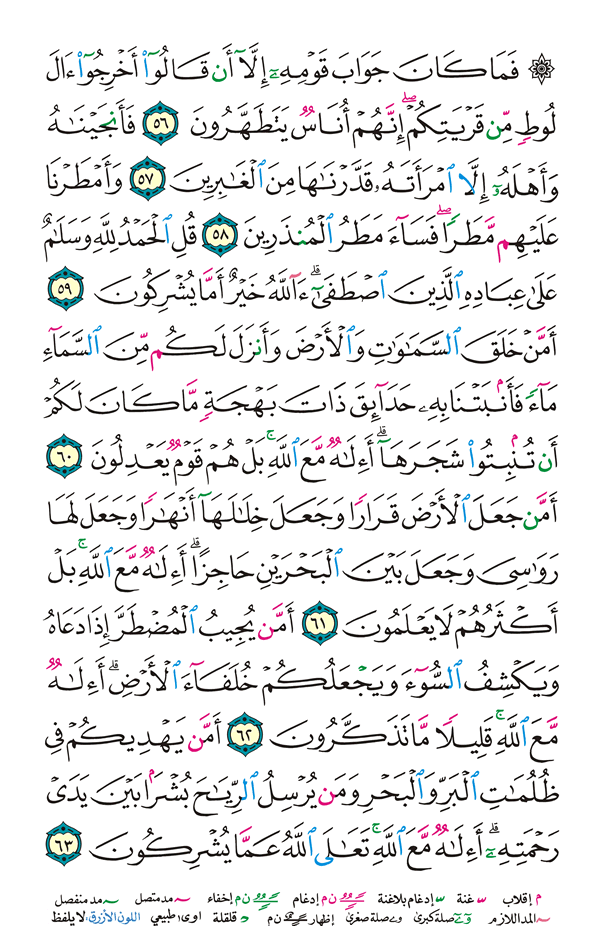 ۞ فَمَا كَانَ جَوَابَ قَوْمِهِۦٓ إِلَّآ أَن قَالُوٓا۟ أَخْرِجُوٓا۟ ءَالَ
لُوطٍ مِّن قَرْيَتِكُمْ ۖ إِنَّهُمْ أُنَاسٌ يَتَطَهَّرُونَ ٥٦ فَأَنجَيْنَٰهُ
وَأَهْلَهُۥٓ إِلَّا ٱمْرَأَتَهُۥ قَدَّرْنَٰهَا مِنَ ٱلْغَٰبِرِينَ ٥٧ وَأَمْطَرْنَا
عَلَيْهِم مَّطَرًا ۖ فَسَآءَ مَطَرُ ٱلْمُنذَرِينَ ٥٨ قُلِ ٱلْحَمْدُ لِلَّهِ وَسَلَٰمٌ
عَلَىٰ عِبَادِهِ ٱلَّذِينَ ٱصْطَفَىٰٓ ۗ ءَآللَّهُ خَيْرٌ أَمَّا يُشْرِكُونَ ٥٩
أَمَّنْ خَلَقَ ٱلسَّمَٰوَٰتِ وَٱلْأَرْضَ وَأَنزَلَ لَكُم مِّنَ ٱلسَّمَآءِ
مَآءً فَأَنۢبَتْنَا بِهِۦ حَدَآئِقَ ذَاتَ بَهْجَةٍ مَّا كَانَ لَكُمْ
أَن تُنۢبِتُوا۟ شَجَرَهَآ ۗ أَءِلَٰهٌ مَّعَ ٱللَّهِ ۚ بَلْ هُمْ قَوْمٌ يَعْدِلُونَ ٦٠
أَمَّن جَعَلَ ٱلْأَرْضَ قَرَارًا وَجَعَلَ خِلَٰلَهَآ أَنْهَٰرًا وَجَعَلَ لَهَا
رَوَٰسِىَ وَجَعَلَ بَيْنَ ٱلْبَحْرَيْنِ حَاجِزًا ۗ أَءِلَٰهٌ مَّعَ ٱللَّهِ ۚ بَلْ
أَكْثَرُهُمْ لَا يَعْلَمُونَ ٦١ أَمَّن يُجِيبُ ٱلْمُضْطَرَّ إِذَا دَعَاهُ
وَيَكْشِفُ ٱلسُّوٓءَ وَيَجْعَلُكُمْ خُلَفَآءَ ٱلْأَرْضِ ۗ أَءِلَٰهٌ
مَّعَ ٱللَّهِ ۚ قَلِيلًا مَّا تَذَكَّرُونَ ٦٢ أَمَّن يَهْدِيكُمْ فِى
ظُلُمَٰتِ ٱلْبَرِّ وَٱلْبَحْرِ وَمَن يُرْسِلُ ٱلرِّيَٰحَ بُشْرًۢا بَيْنَ يَدَىْ
رَحْمَتِهِۦٓ ۗ أَءِلَٰهٌ مَّعَ ٱللَّهِ ۚ تَعَٰلَى ٱللَّهُ عَمَّا يُشْرِكُونَ ٦٣
م إقلاب غنة إدغام بلاغنة ن م إدغام ن م إخفاء مد متصل مد منفصل
المد اللازم صلة كبرى صلة صغرى إظهار ن م قلقلة اوى: طبيعي اللون الأزرق: لا يلفظ